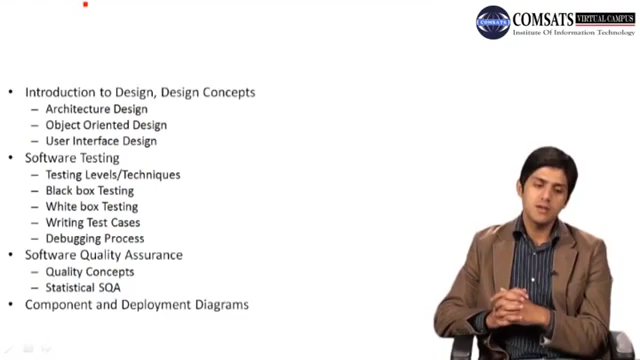 COMSATS VIRTUAL CAMPUS
Institute Of Information Technology
COMSATS
• Introduction to Design, Design Concepts
– Architecture Design
– Object Oriented Design
– User Interface Design
• Software Testing
– Testing Levels/Techniques
– Black box Testing
– White box Testing
– Writing Test Cases
– Debugging Process
• Software Quality Assurance
– Quality Concepts
– Statistical SQA
• Component and Deployment Diagrams